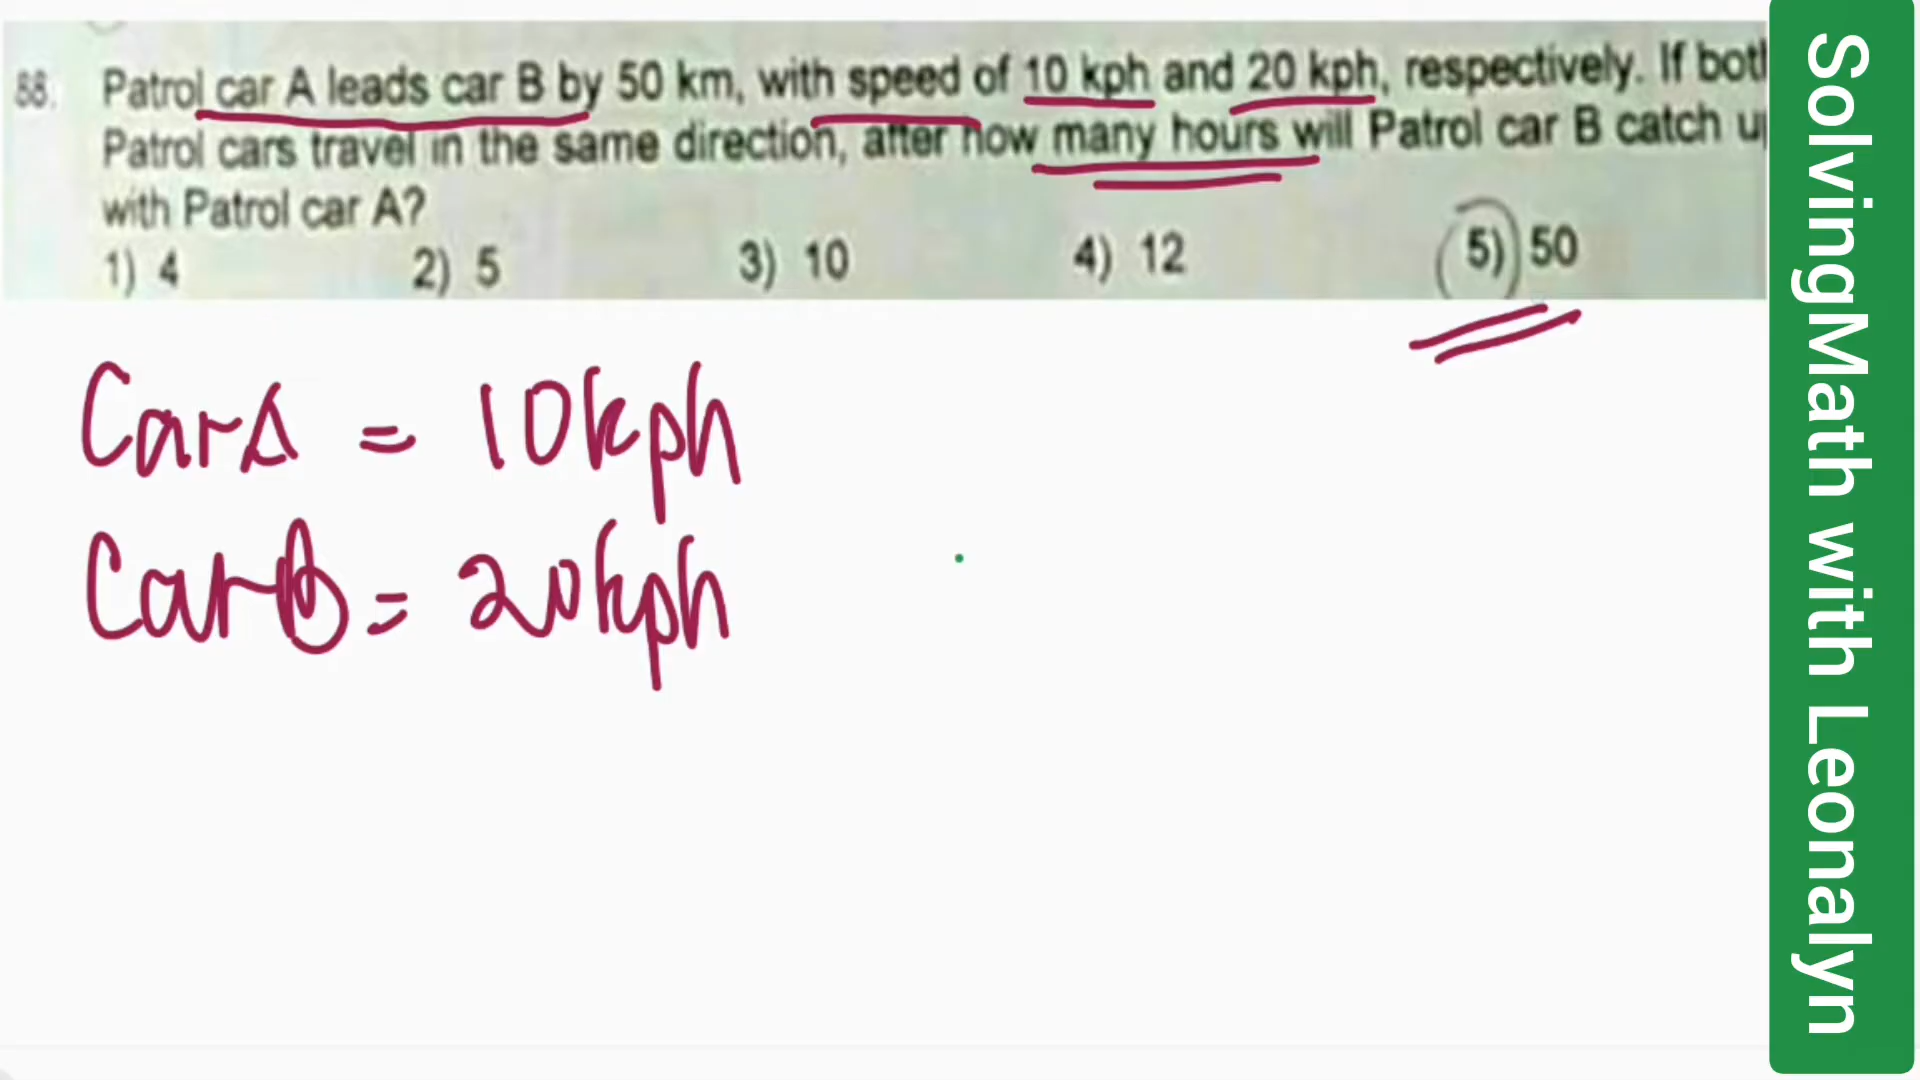 88. Patrol car A leads car B by 50 km, with speed of 10 kph and 20 kph, respectively. If both
Patrol cars travel in the same direction, after how many hours will Patrol car B catch up
with Patrol car A?
1) 4 2) 5 3) 10 4) 12 5) 50
Car A = 10kph
Car B = 20kph
SolvingMath with Leonalyn